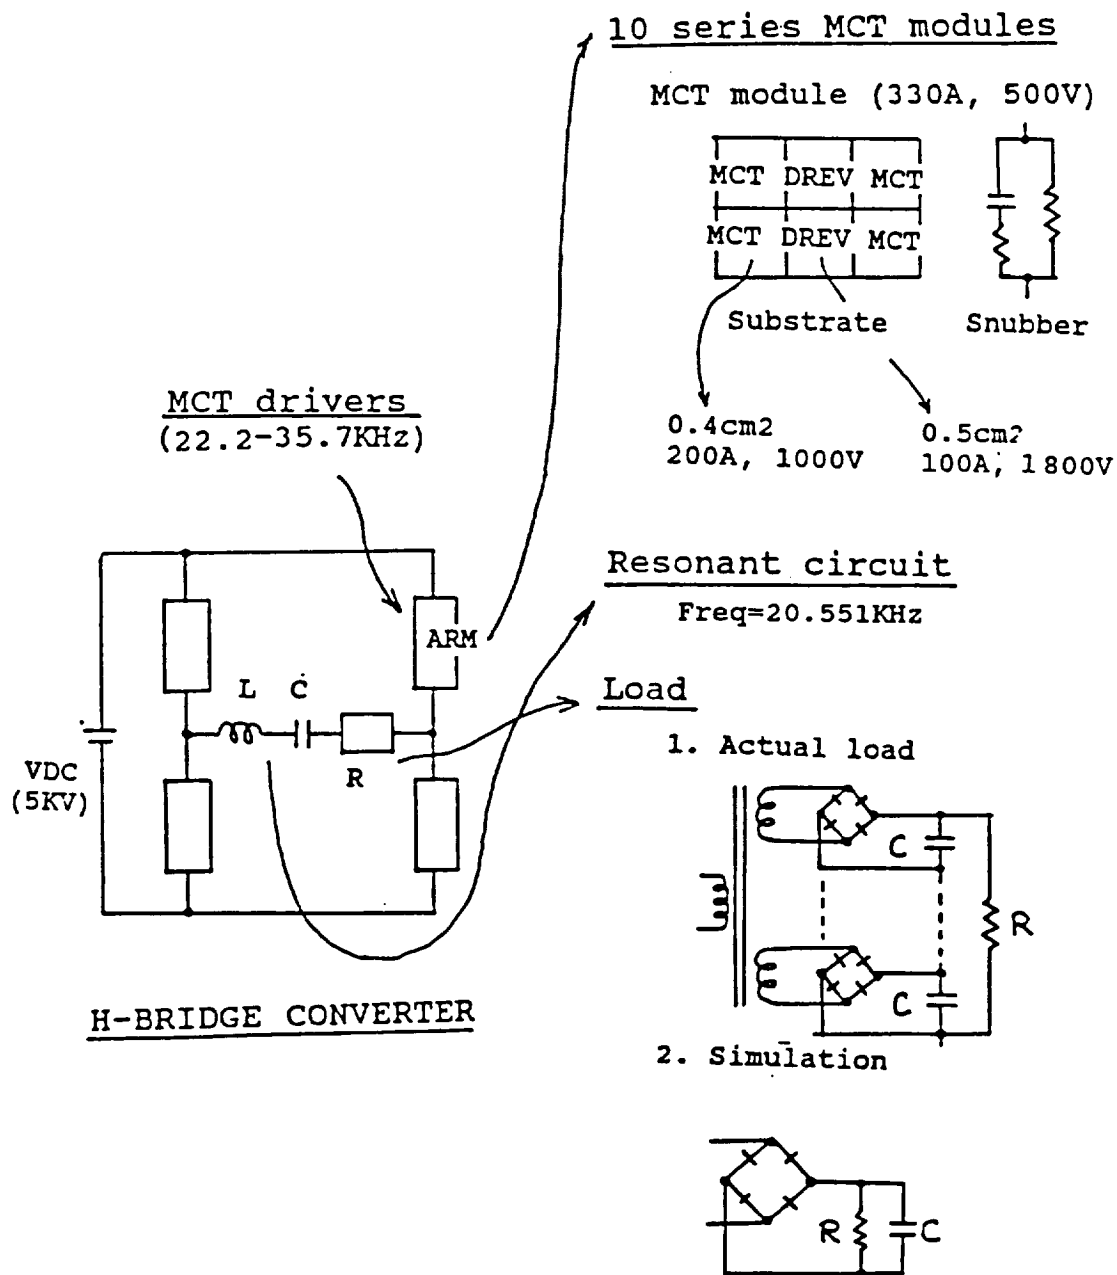 10 series MCT modules
MCT module (330A, 500V)
MCT DREV MCT
MCT DREV MCT
Substrate
Snubber
0.4cm2
200A, 1000V
0.5cm2
100A, 1800V
MCT drivers
(22.2-35.7KHz)
ARM
L
C
R
VDC
(5KV)
H-BRIDGE CONVERTER
Resonant circuit
Freq=20.551KHz
Load
1. Actual load
C
R
C
2. Simulation
R
C